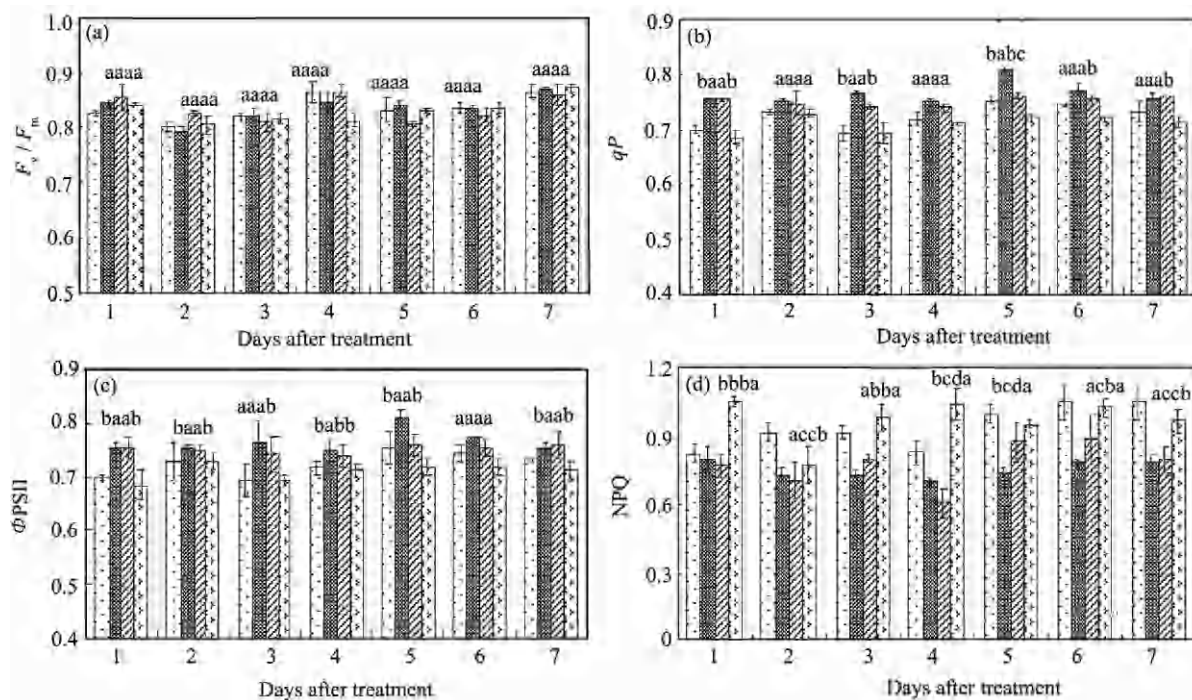 (a)
1.0
0.9
0.8
0.7
0.6
0.5
Fv / Fm
aaaa aaaa aaaa aaaa aaaa aaaa aaaa
1 2 3 4 5 6 7
Days after treatment
(b)
0.9
0.8
0.7
0.6
0.5
0.4
qP
baab aaaa baab aaaa babc aaab aaab
1 2 3 4 5 6 7
Days after treatment
(c)
0.9
0.8
0.7
0.6
0.5
0.4
ΦPSII
baab baab aaab babb baab aaaa baab
1 2 3 4 5 6 7
Days after treatment
(d)
1.2
0.9
0.6
0.3
0
NPQ
bbba accb abba bcda bcda acba accb
1 2 3 4 5 6 7
Days after treatment